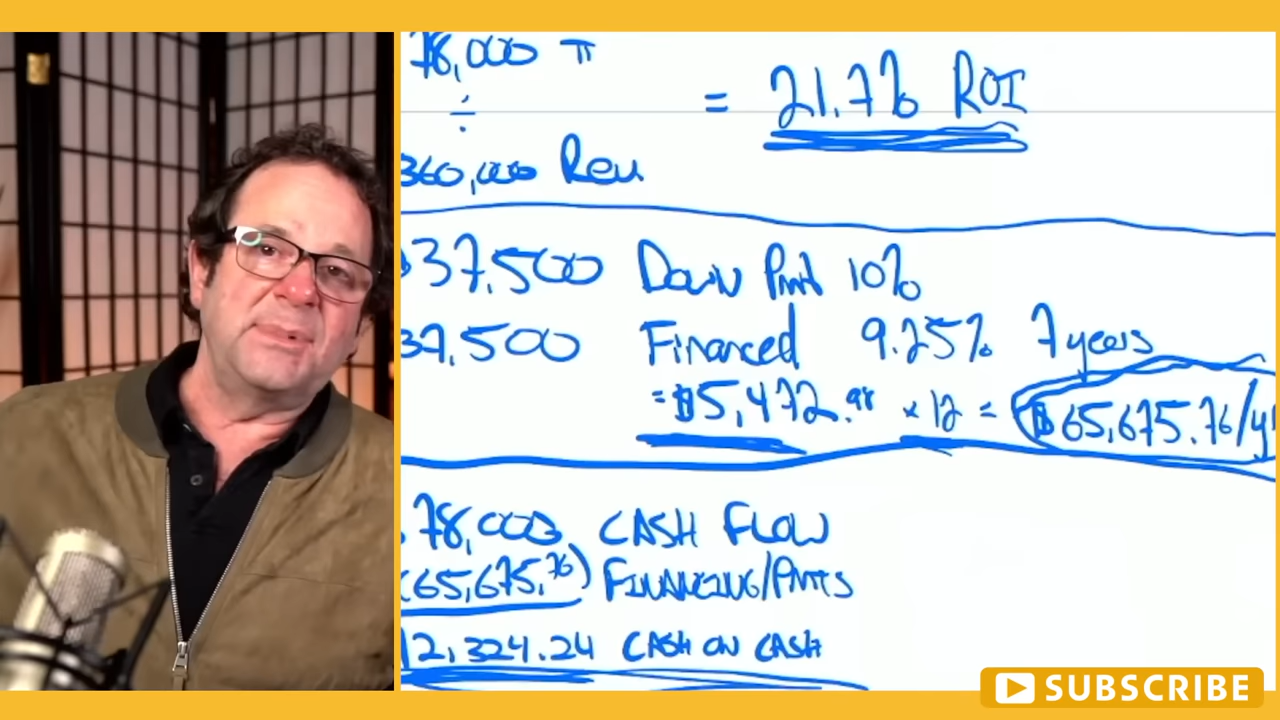 78,000 π
÷
= 21.7% ROI
360,000 Rev.
$37,500 Down Pmt 10%
37,500 Financed 9.25% 7 years
= $5,472.98 × 12 = $65,675.76/yr
78,000 CASH FLOW
(65,675.76) FINANCING/PMTS
12,324.24 CASH ON CASH
SUBSCRIBE